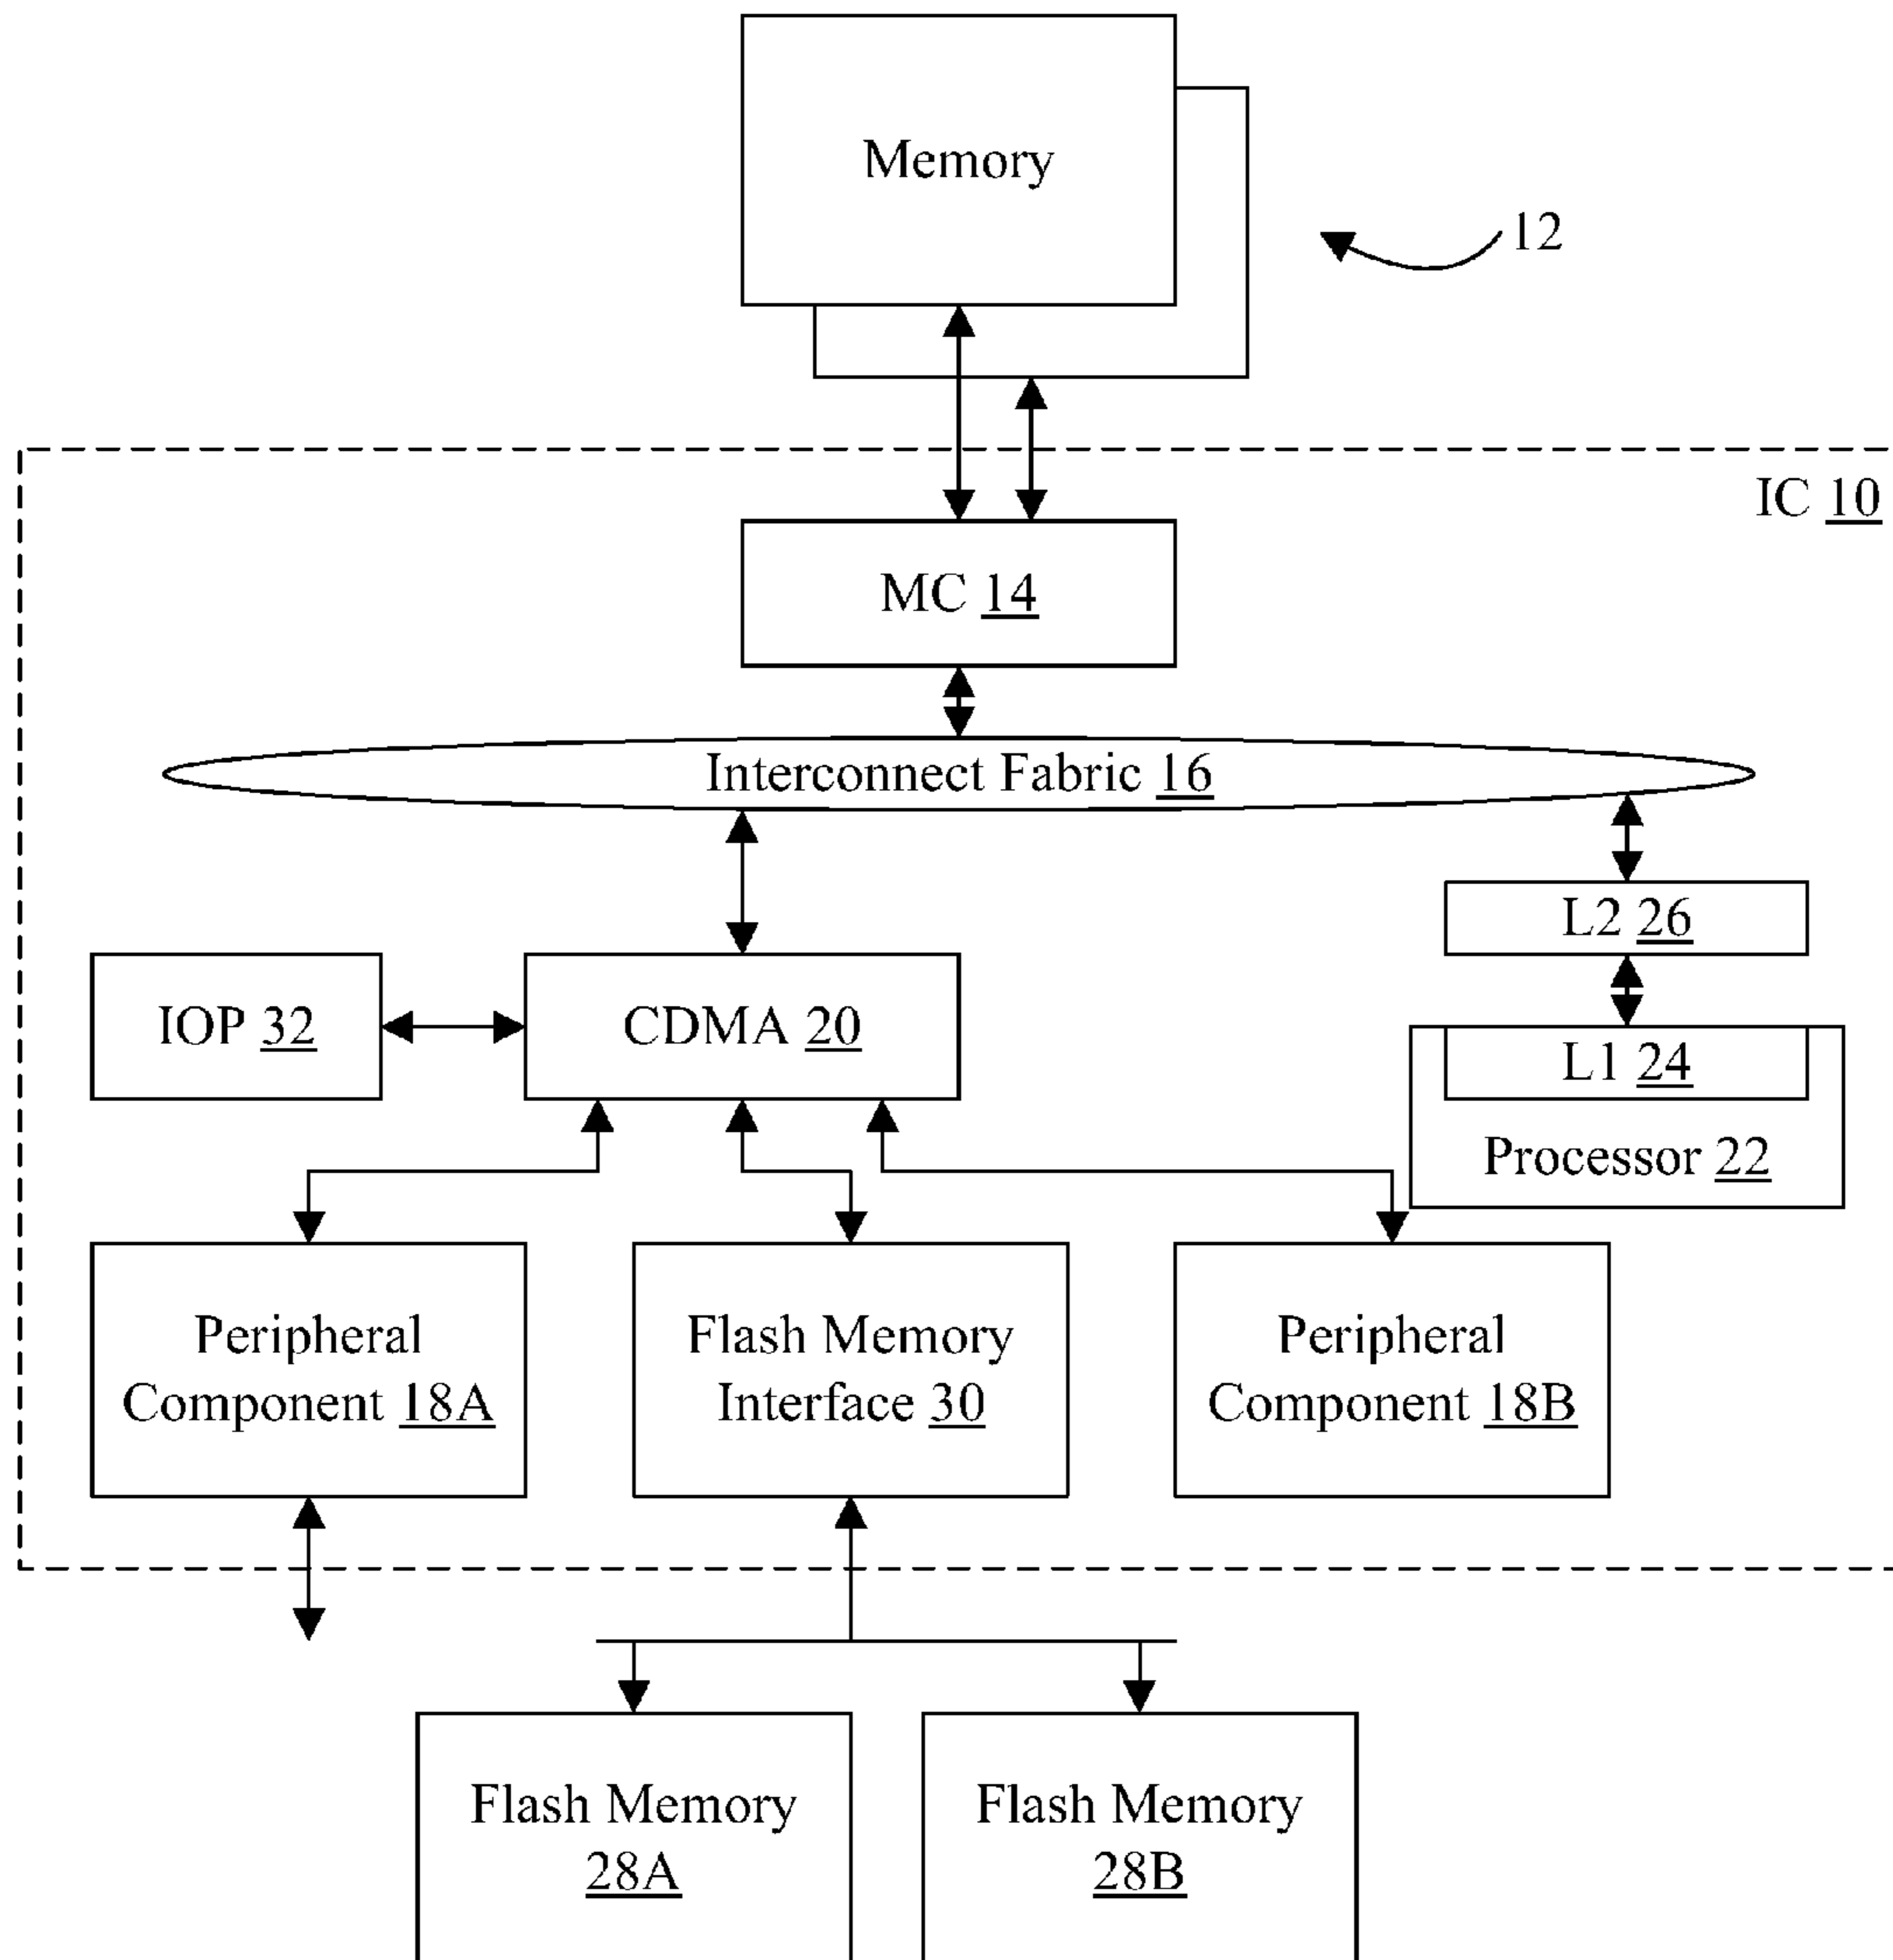 Memory
12
IC 10
MC 14
Interconnect Fabric 16
L2 26
IOP 32
CDMA 20
L1 24
Processor 22
Peripheral
Component 18A
Flash Memory
Interface 30
Peripheral
Component 18B
Flash Memory
28A
Flash Memory
28B